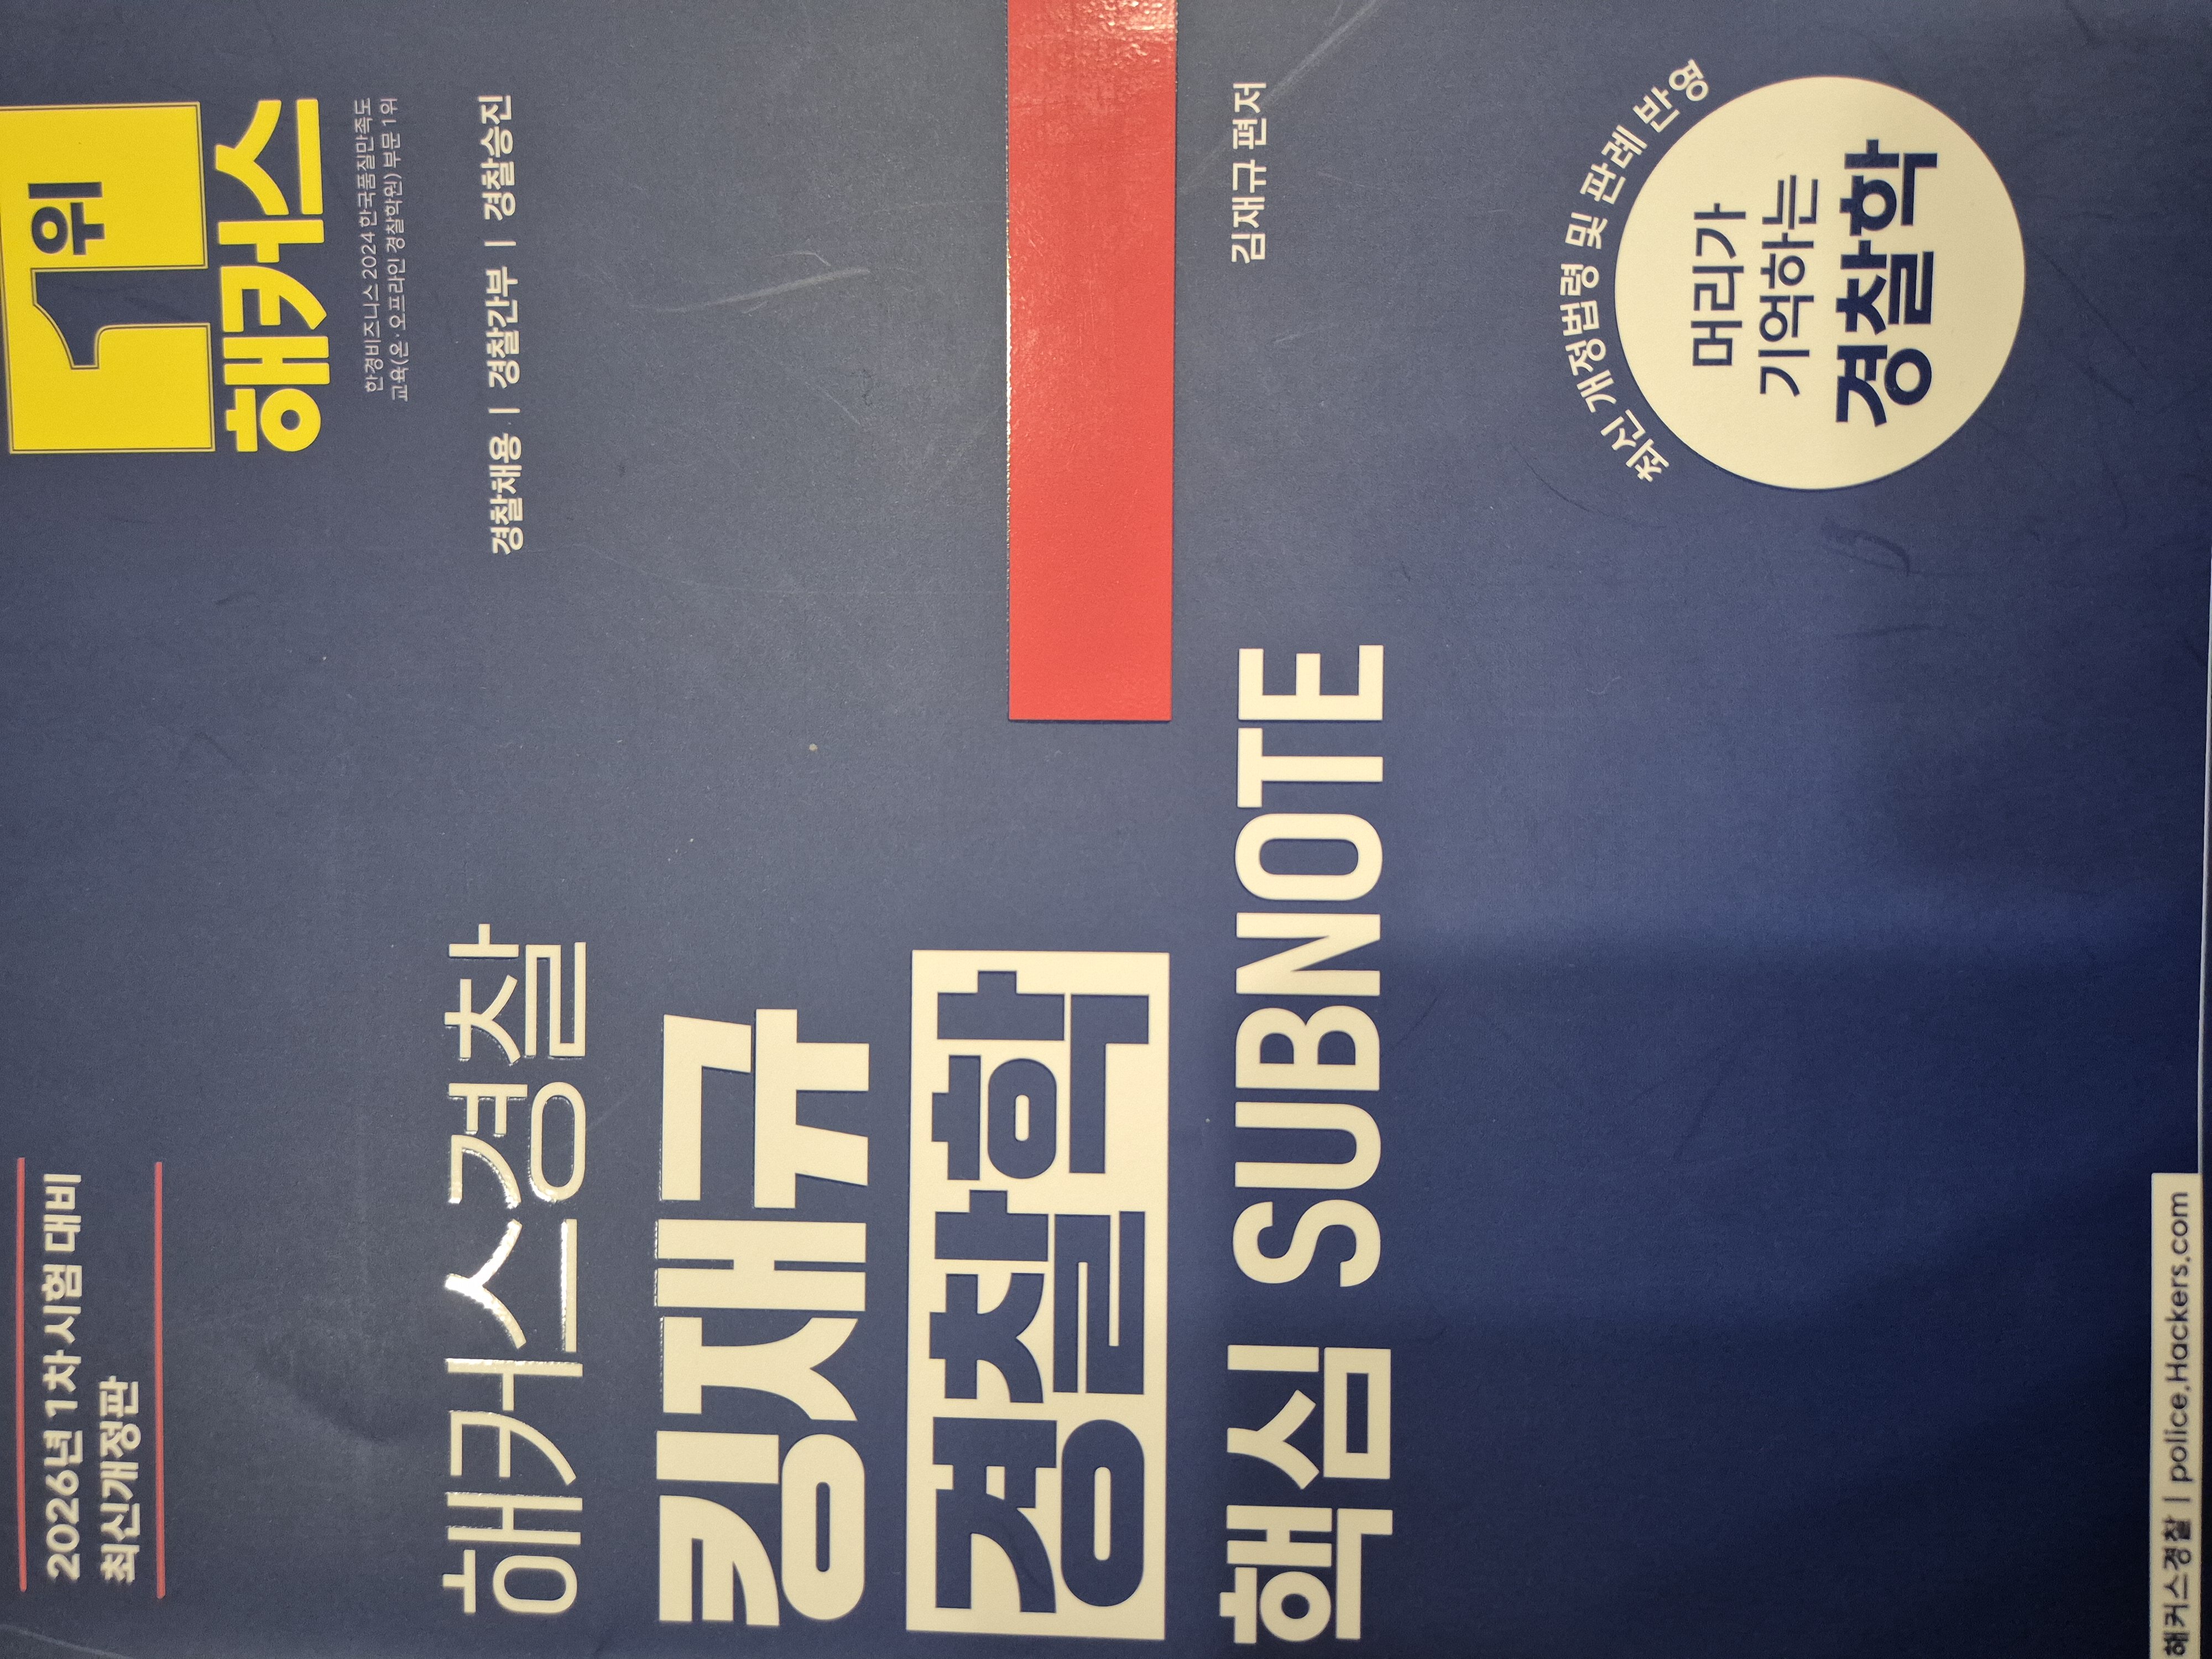 2026년 1차 시험 대비
최신개정판
1위
해커스
한경비즈니스 2024 한국품질만족도
교육(온·오프라인 경찰학원) 부문 1위
경찰채용 | 경찰간부 | 경찰승진
해커스경찰
킹재규
경찰학
핵심 SUBNOTE
김재규 편저
최신 개정법령 및 판례 반영
머리가
기억하는
경찰학
해커스경찰 | police.Hackers.com